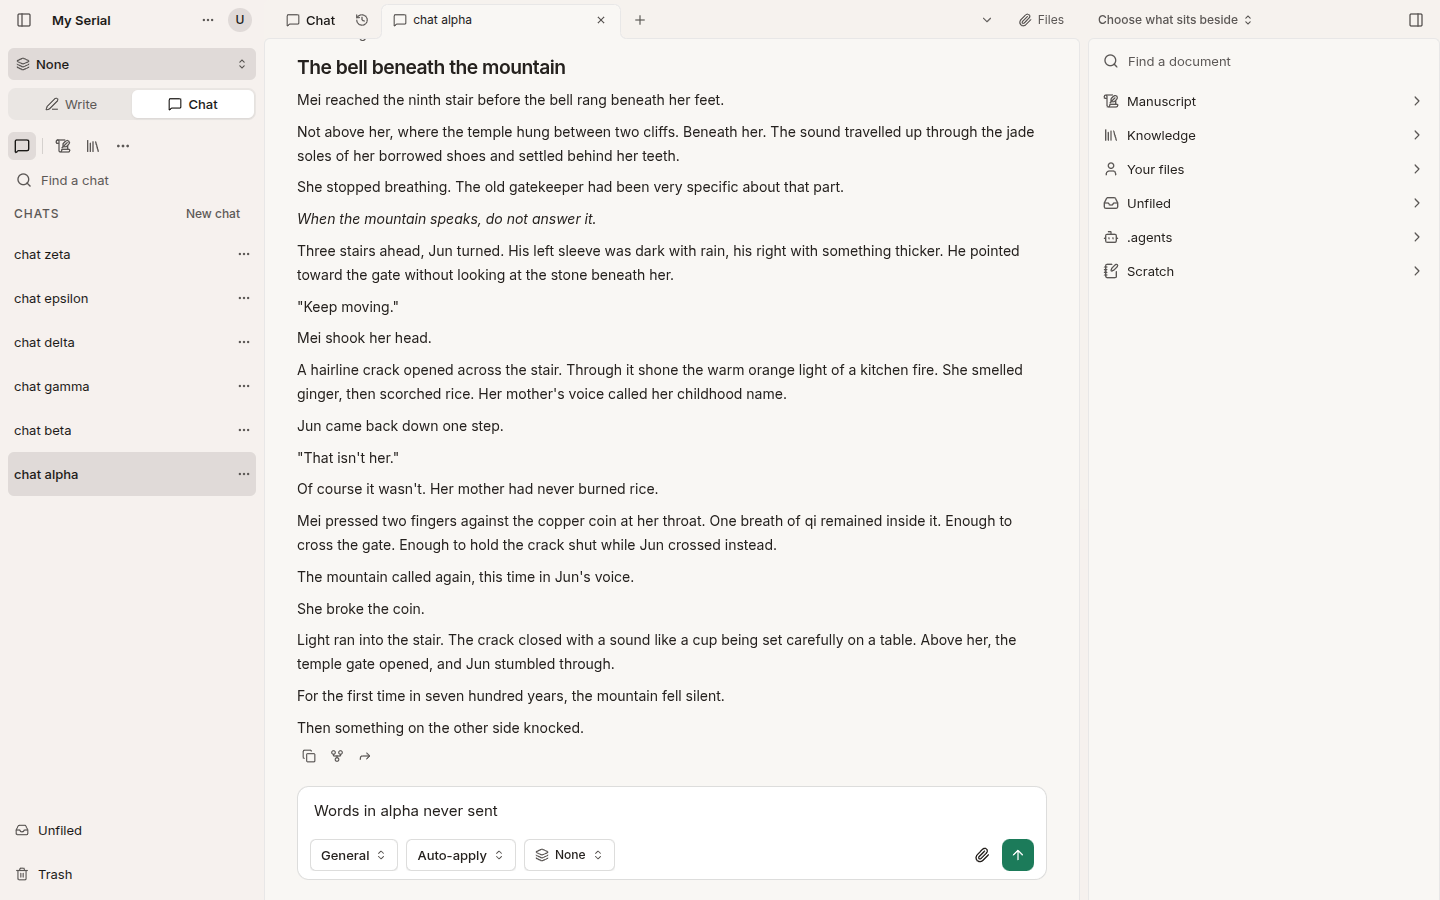 My Serial
U
None
Write
Chat
Find a chat
CHATS
New chat
chat zeta
chat epsilon
chat delta
chat gamma
chat beta
chat alpha
Unfiled
Trash
Chat
chat alpha
Files
The bell beneath the mountain
Mei reached the ninth stair before the bell rang beneath her feet.
Not above her, where the temple hung between two cliffs. Beneath her. The sound travelled up through the jade
soles of her borrowed shoes and settled behind her teeth.
She stopped breathing. The old gatekeeper had been very specific about that part.
When the mountain speaks, do not answer it.
Three stairs ahead, Jun turned. His left sleeve was dark with rain, his right with something thicker. He pointed
toward the gate without looking at the stone beneath her.
"Keep moving."
Mei shook her head.
A hairline crack opened across the stair. Through it shone the warm orange light of a kitchen fire. She smelled
ginger, then scorched rice. Her mother's voice called her childhood name.
Jun came back down one step.
"That isn't her."
Of course it wasn't. Her mother had never burned rice.
Mei pressed two fingers against the copper coin at her throat. One breath of qi remained inside it. Enough to
cross the gate. Enough to hold the crack shut while Jun crossed instead.
The mountain called again, this time in Jun's voice.
She broke the coin.
Light ran into the stair. The crack closed with a sound like a cup being set carefully on a table. Above her, the
temple gate opened, and Jun stumbled through.
For the first time in seven hundred years, the mountain fell silent.
Then something on the other side knocked.
Words in alpha never sent
General
Auto-apply
None
Choose what sits beside
Find a document
Manuscript
Knowledge
Your files
Unfiled
.agents
Scratch